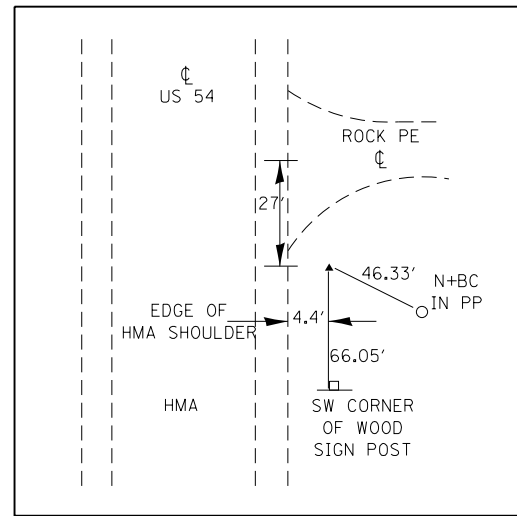 ℄
US 54
ROCK PE
℄
27'
46.33'
N+BC
IN PP
EDGE OF
HMA SHOULDER
4.4'
66.05'
HMA
SW CORNER
OF WOOD
SIGN POST